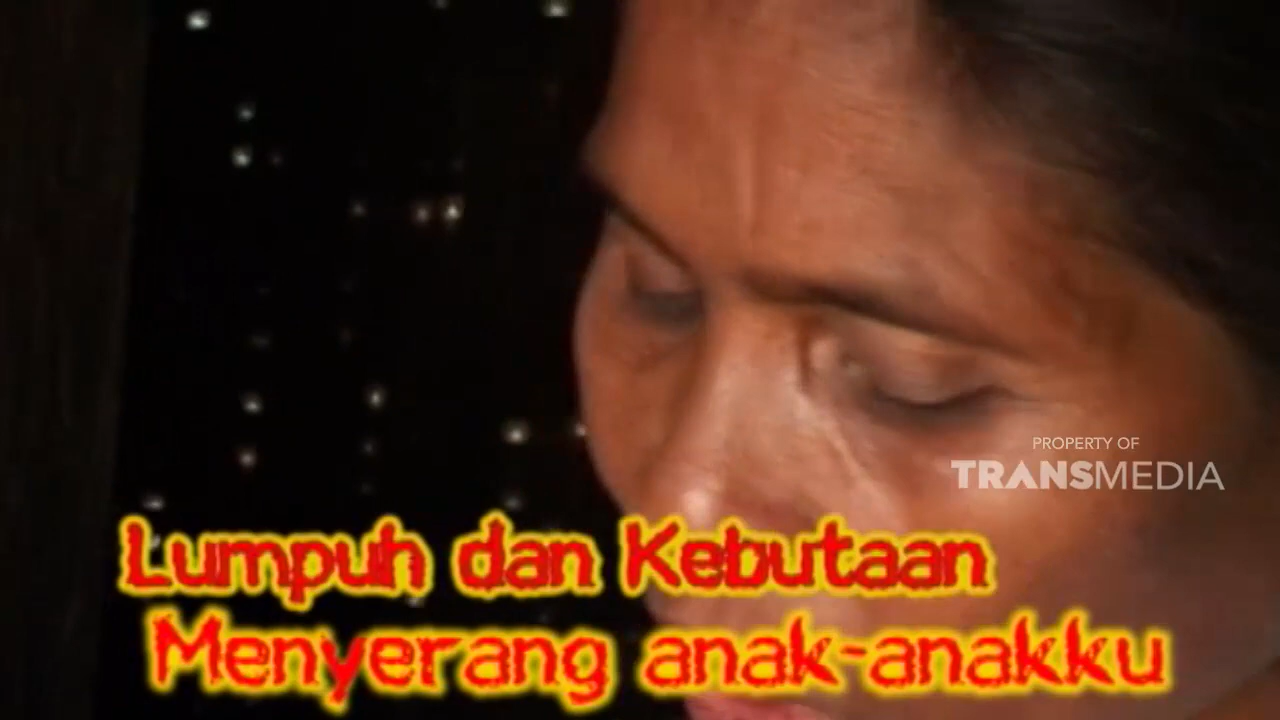 PROPERTY OF
TRANSMEDIA
Lumpuh dan Kebutaan
Menyerang anak-anakku